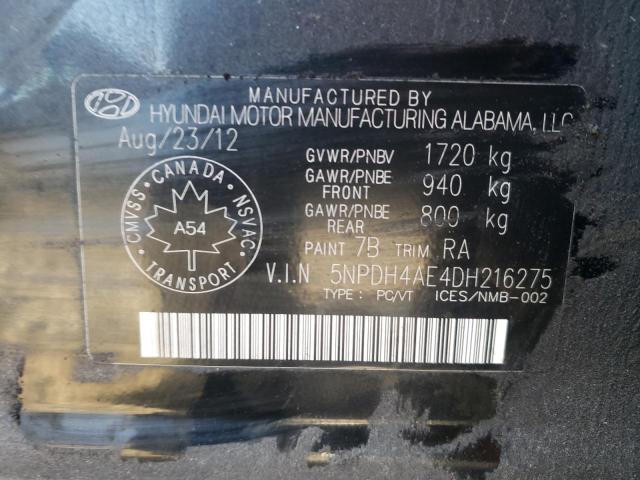 MANUFACTURED BY
HYUNDAI MOTOR MANUFACTURING ALABAMA, LLC
Aug/23/12
GVWR/PNBV 1720 kg
GAWR/PNBE FRONT 940 kg
GAWR/PNBE REAR 800 kg
CANADA
CMVSS
NSVAC
A54
TRANSPORT
PAINT 7B TRIM RA
V.I.N 5NPDH4AE4DH216275
TYPE : PC/VT ICES/NMB-002